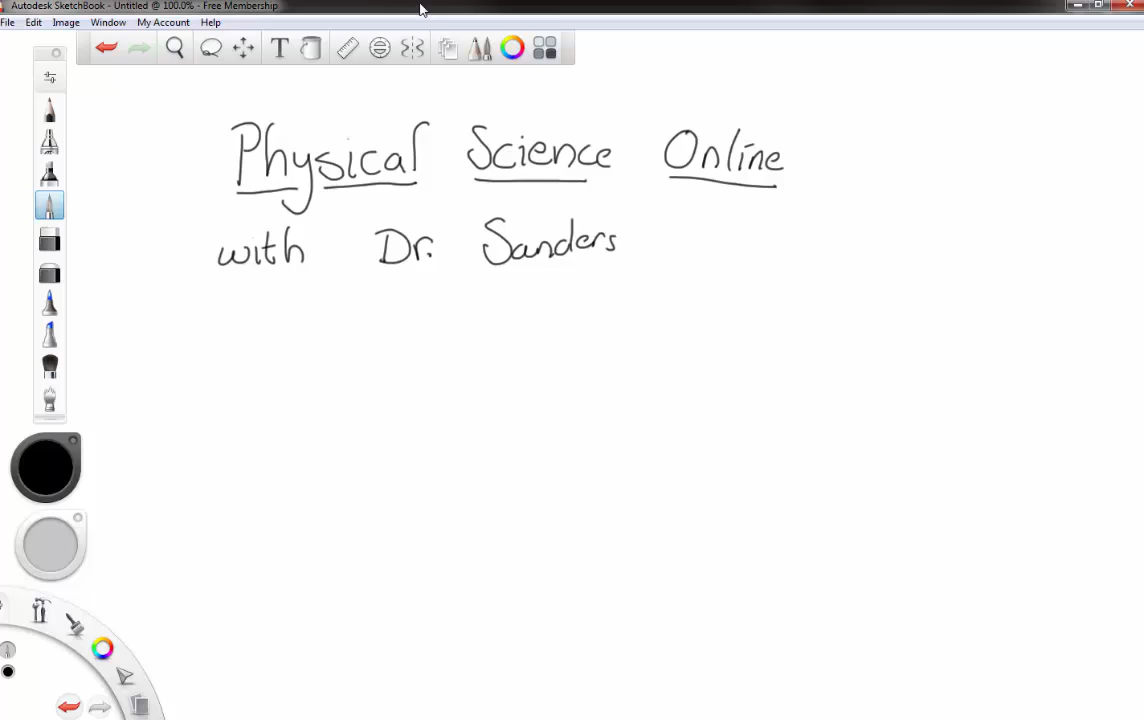 Autodesk SketchBook - Untitled @ 100.0% - Free Membership
File Edit Image Window My Account Help
T
Physical Science Online
with Dr. Sanders